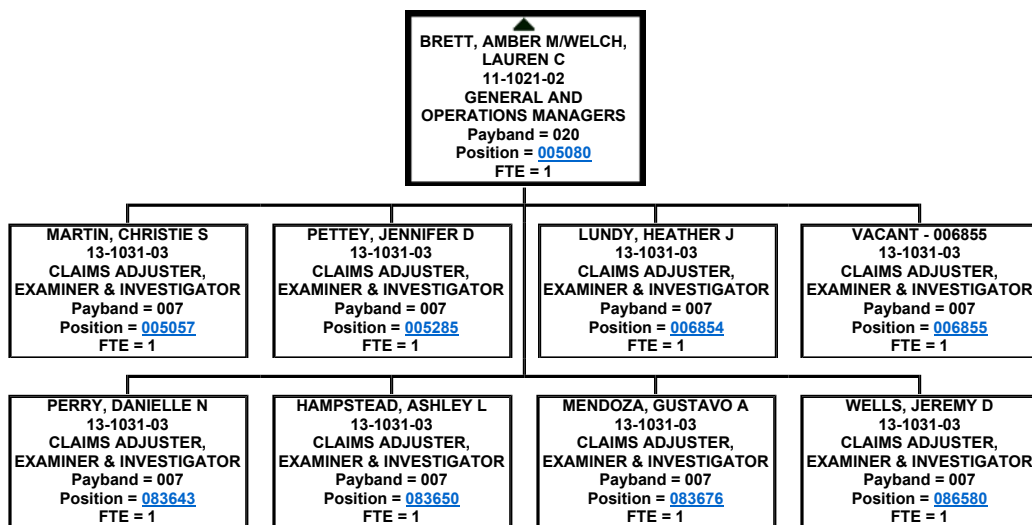 BRETT, AMBER M/WELCH,
LAUREN C
11-1021-02
GENERAL AND
OPERATIONS MANAGERS
Payband = 020
Position = 005080
FTE = 1
MARTIN, CHRISTIE S
13-1031-03
CLAIMS ADJUSTER,
EXAMINER & INVESTIGATOR
Payband = 007
Position = 005057
FTE = 1
PETTEY, JENNIFER D
13-1031-03
CLAIMS ADJUSTER,
EXAMINER & INVESTIGATOR
Payband = 007
Position = 005285
FTE = 1
LUNDY, HEATHER J
13-1031-03
CLAIMS ADJUSTER,
EXAMINER & INVESTIGATOR
Payband = 007
Position = 006854
FTE = 1
VACANT - 006855
13-1031-03
CLAIMS ADJUSTER,
EXAMINER & INVESTIGATOR
Payband = 007
Position = 006855
FTE = 1
PERRY, DANIELLE N
13-1031-03
CLAIMS ADJUSTER,
EXAMINER & INVESTIGATOR
Payband = 007
Position = 083643
FTE = 1
HAMPSTEAD, ASHLEY L
13-1031-03
CLAIMS ADJUSTER,
EXAMINER & INVESTIGATOR
Payband = 007
Position = 083650
FTE = 1
MENDOZA, GUSTAVO A
13-1031-03
CLAIMS ADJUSTER,
EXAMINER & INVESTIGATOR
Payband = 007
Position = 083676
FTE = 1
WELLS, JEREMY D
13-1031-03
CLAIMS ADJUSTER,
EXAMINER & INVESTIGATOR
Payband = 007
Position = 086580
FTE = 1